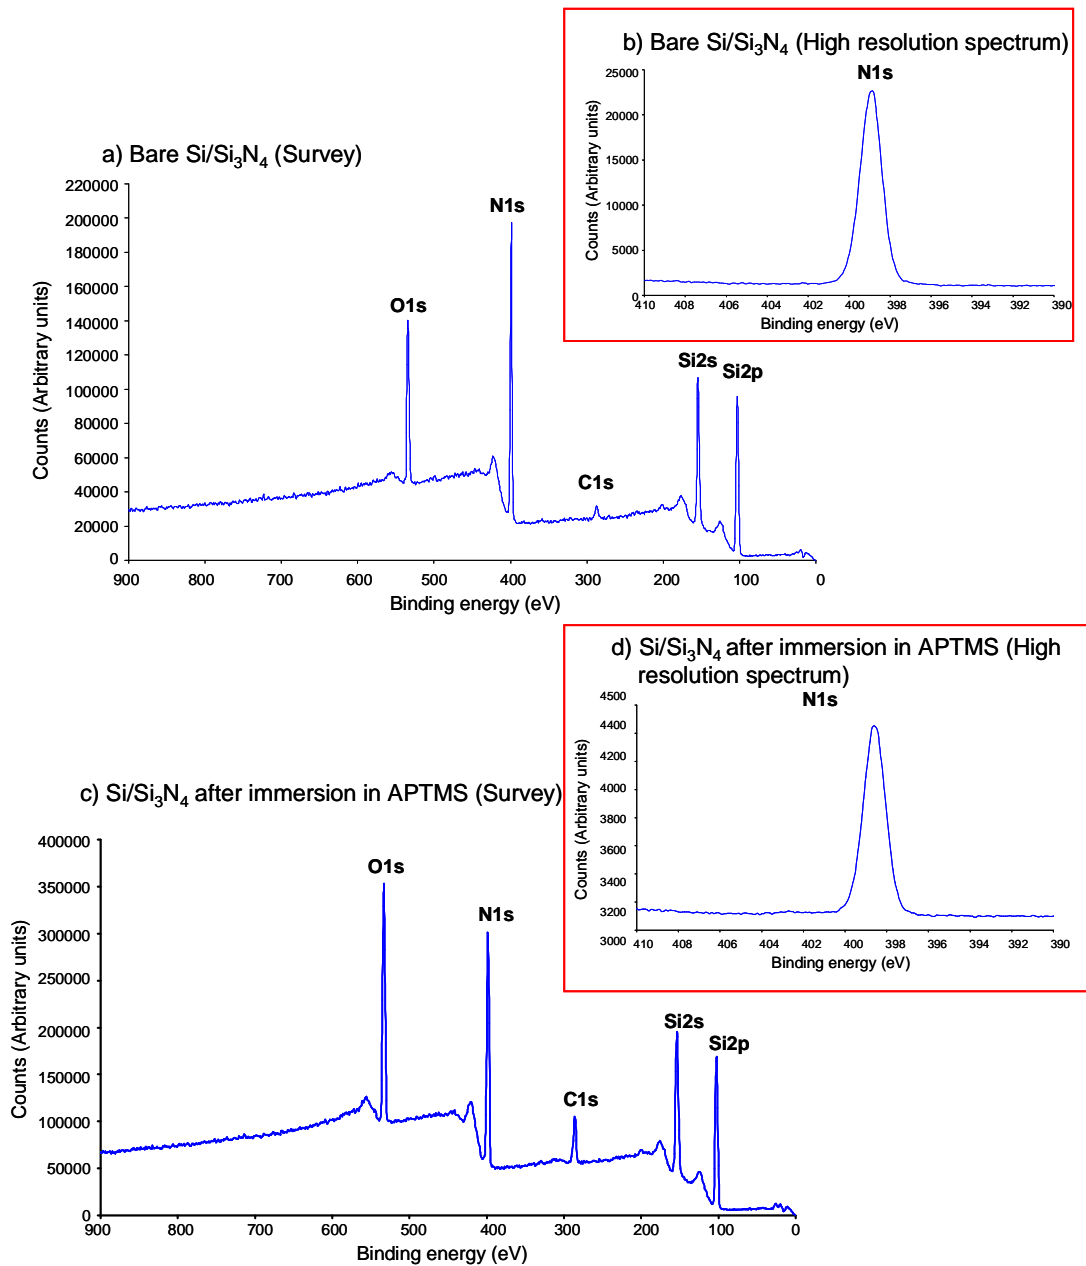 b) Bare Si/Si₃N₄ (High resolution spectrum)
N1s
25000
20000
15000
10000
5000
0
Counts (Arbitrary units)
410 408 406 404 402 400 398 396 394 392 390
Binding energy (eV)
a) Bare Si/Si₃N₄ (Survey)
220000
200000
180000
160000
140000
120000
100000
80000
60000
40000
20000
0
Counts (Arbitrary units)
N1s
O1s
C1s
Si2s
Si2p
900 800 700 600 500 400 300 200 100 0
Binding energy (eV)
d) Si/Si₃N₄ after immersion in APTMS (High
resolution spectrum)
N1s
4500
4400
4200
4000
3800
3600
3400
3200
3000
Counts (Arbitrary units)
410 408 406 404 402 400 398 396 394 392 390
Binding energy (eV)
c) Si/Si₃N₄ after immersion in APTMS (Survey)
400000
350000
300000
250000
200000
150000
100000
50000
0
Counts (Arbitrary units)
O1s
N1s
C1s
Si2s
Si2p
900 800 700 600 500 400 300 200 100 0
Binding energy (eV)